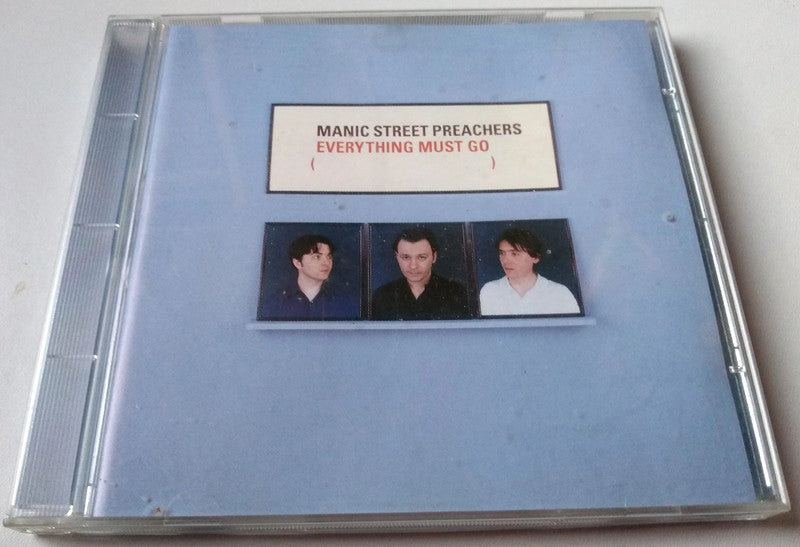 MANIC STREET PREACHERS
EVERYTHING MUST GO
( )